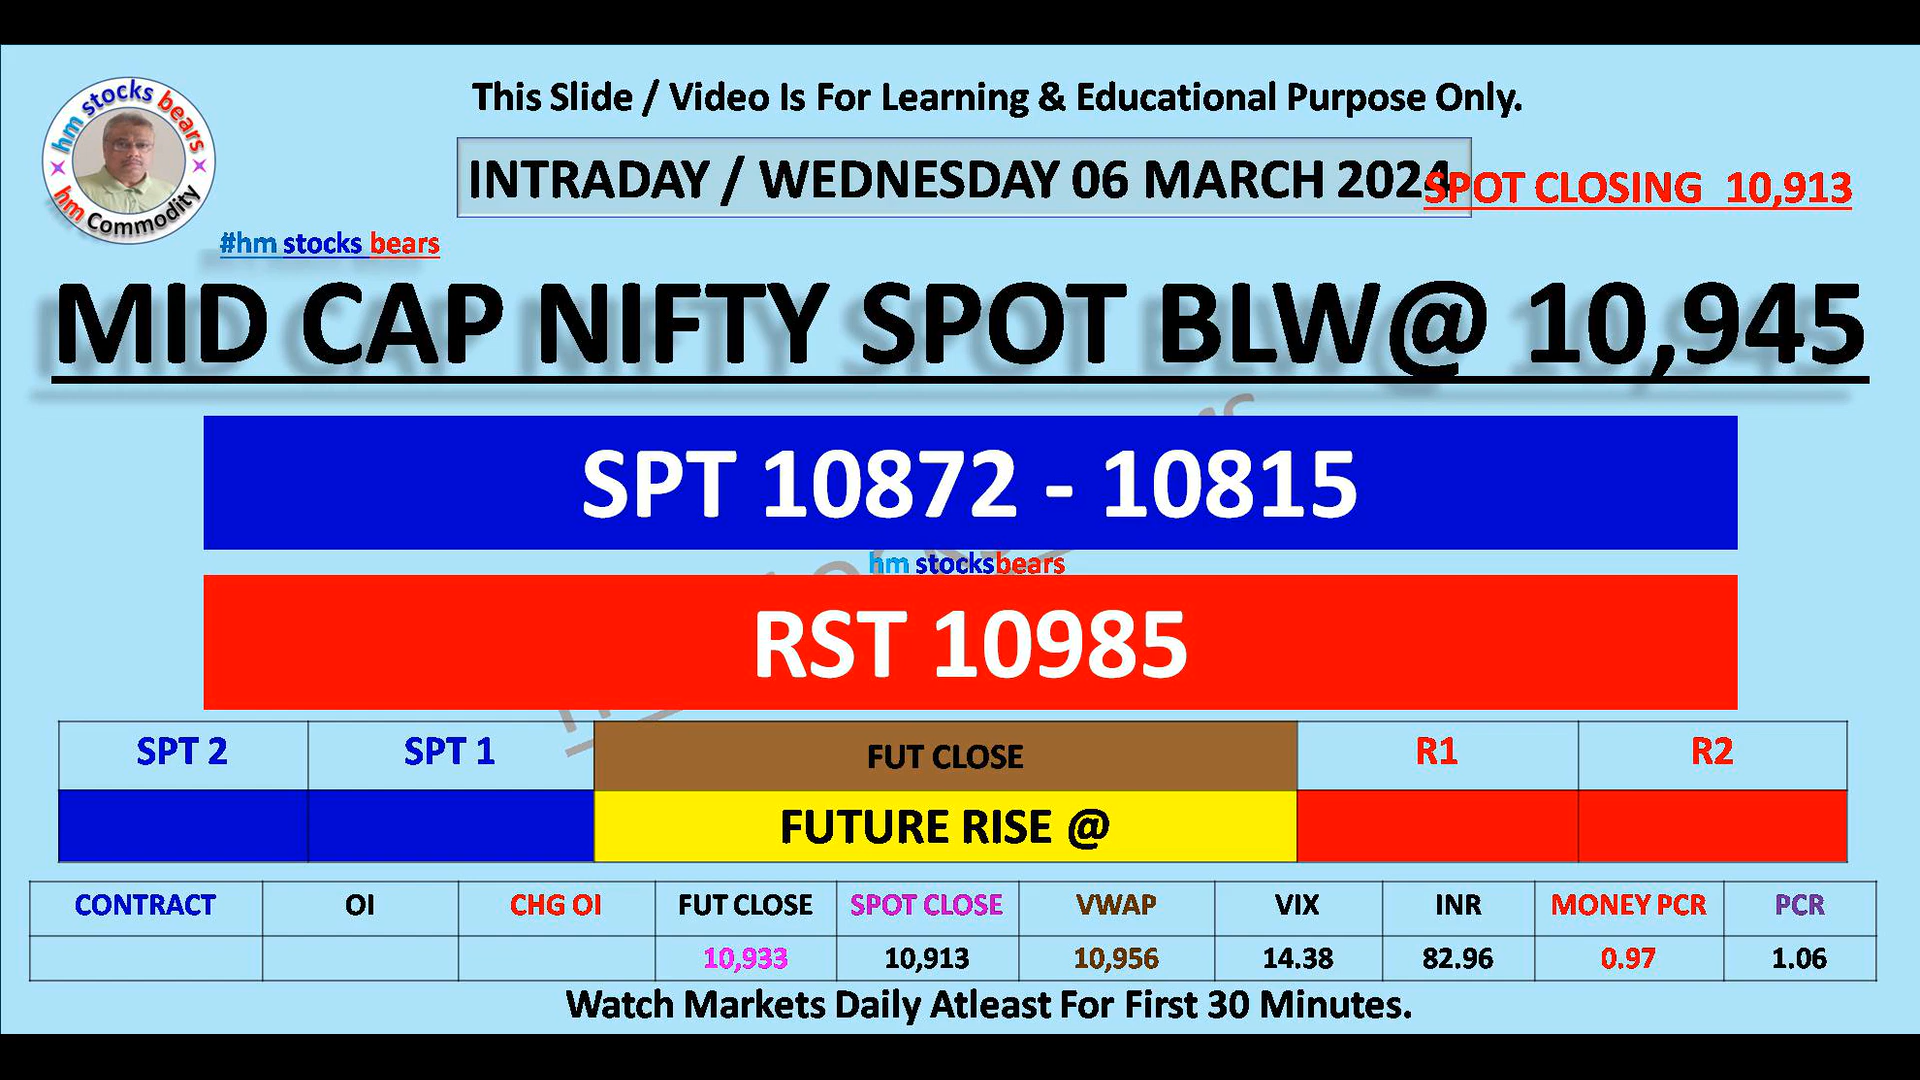 This Slide / Video Is For Learning & Educational Purpose Only.
hm stocks bears
hm Commodity
INTRADAY / WEDNESDAY 06 MARCH 2024
SPOT CLOSING 10,913
#hm stocks bears
MID CAP NIFTY SPOT BLW@ 10,945
SPT 10872 - 10815
hm stocksbears
RST 10985
SPT 2 SPT 1 FUT CLOSE R1 R2
FUTURE RISE @
CONTRACT OI CHG OI FUT CLOSE SPOT CLOSE VWAP VIX INR MONEY PCR PCR
10,933 10,913 10,956 14.38 82.96 0.97 1.06
Watch Markets Daily Atleast For First 30 Minutes.